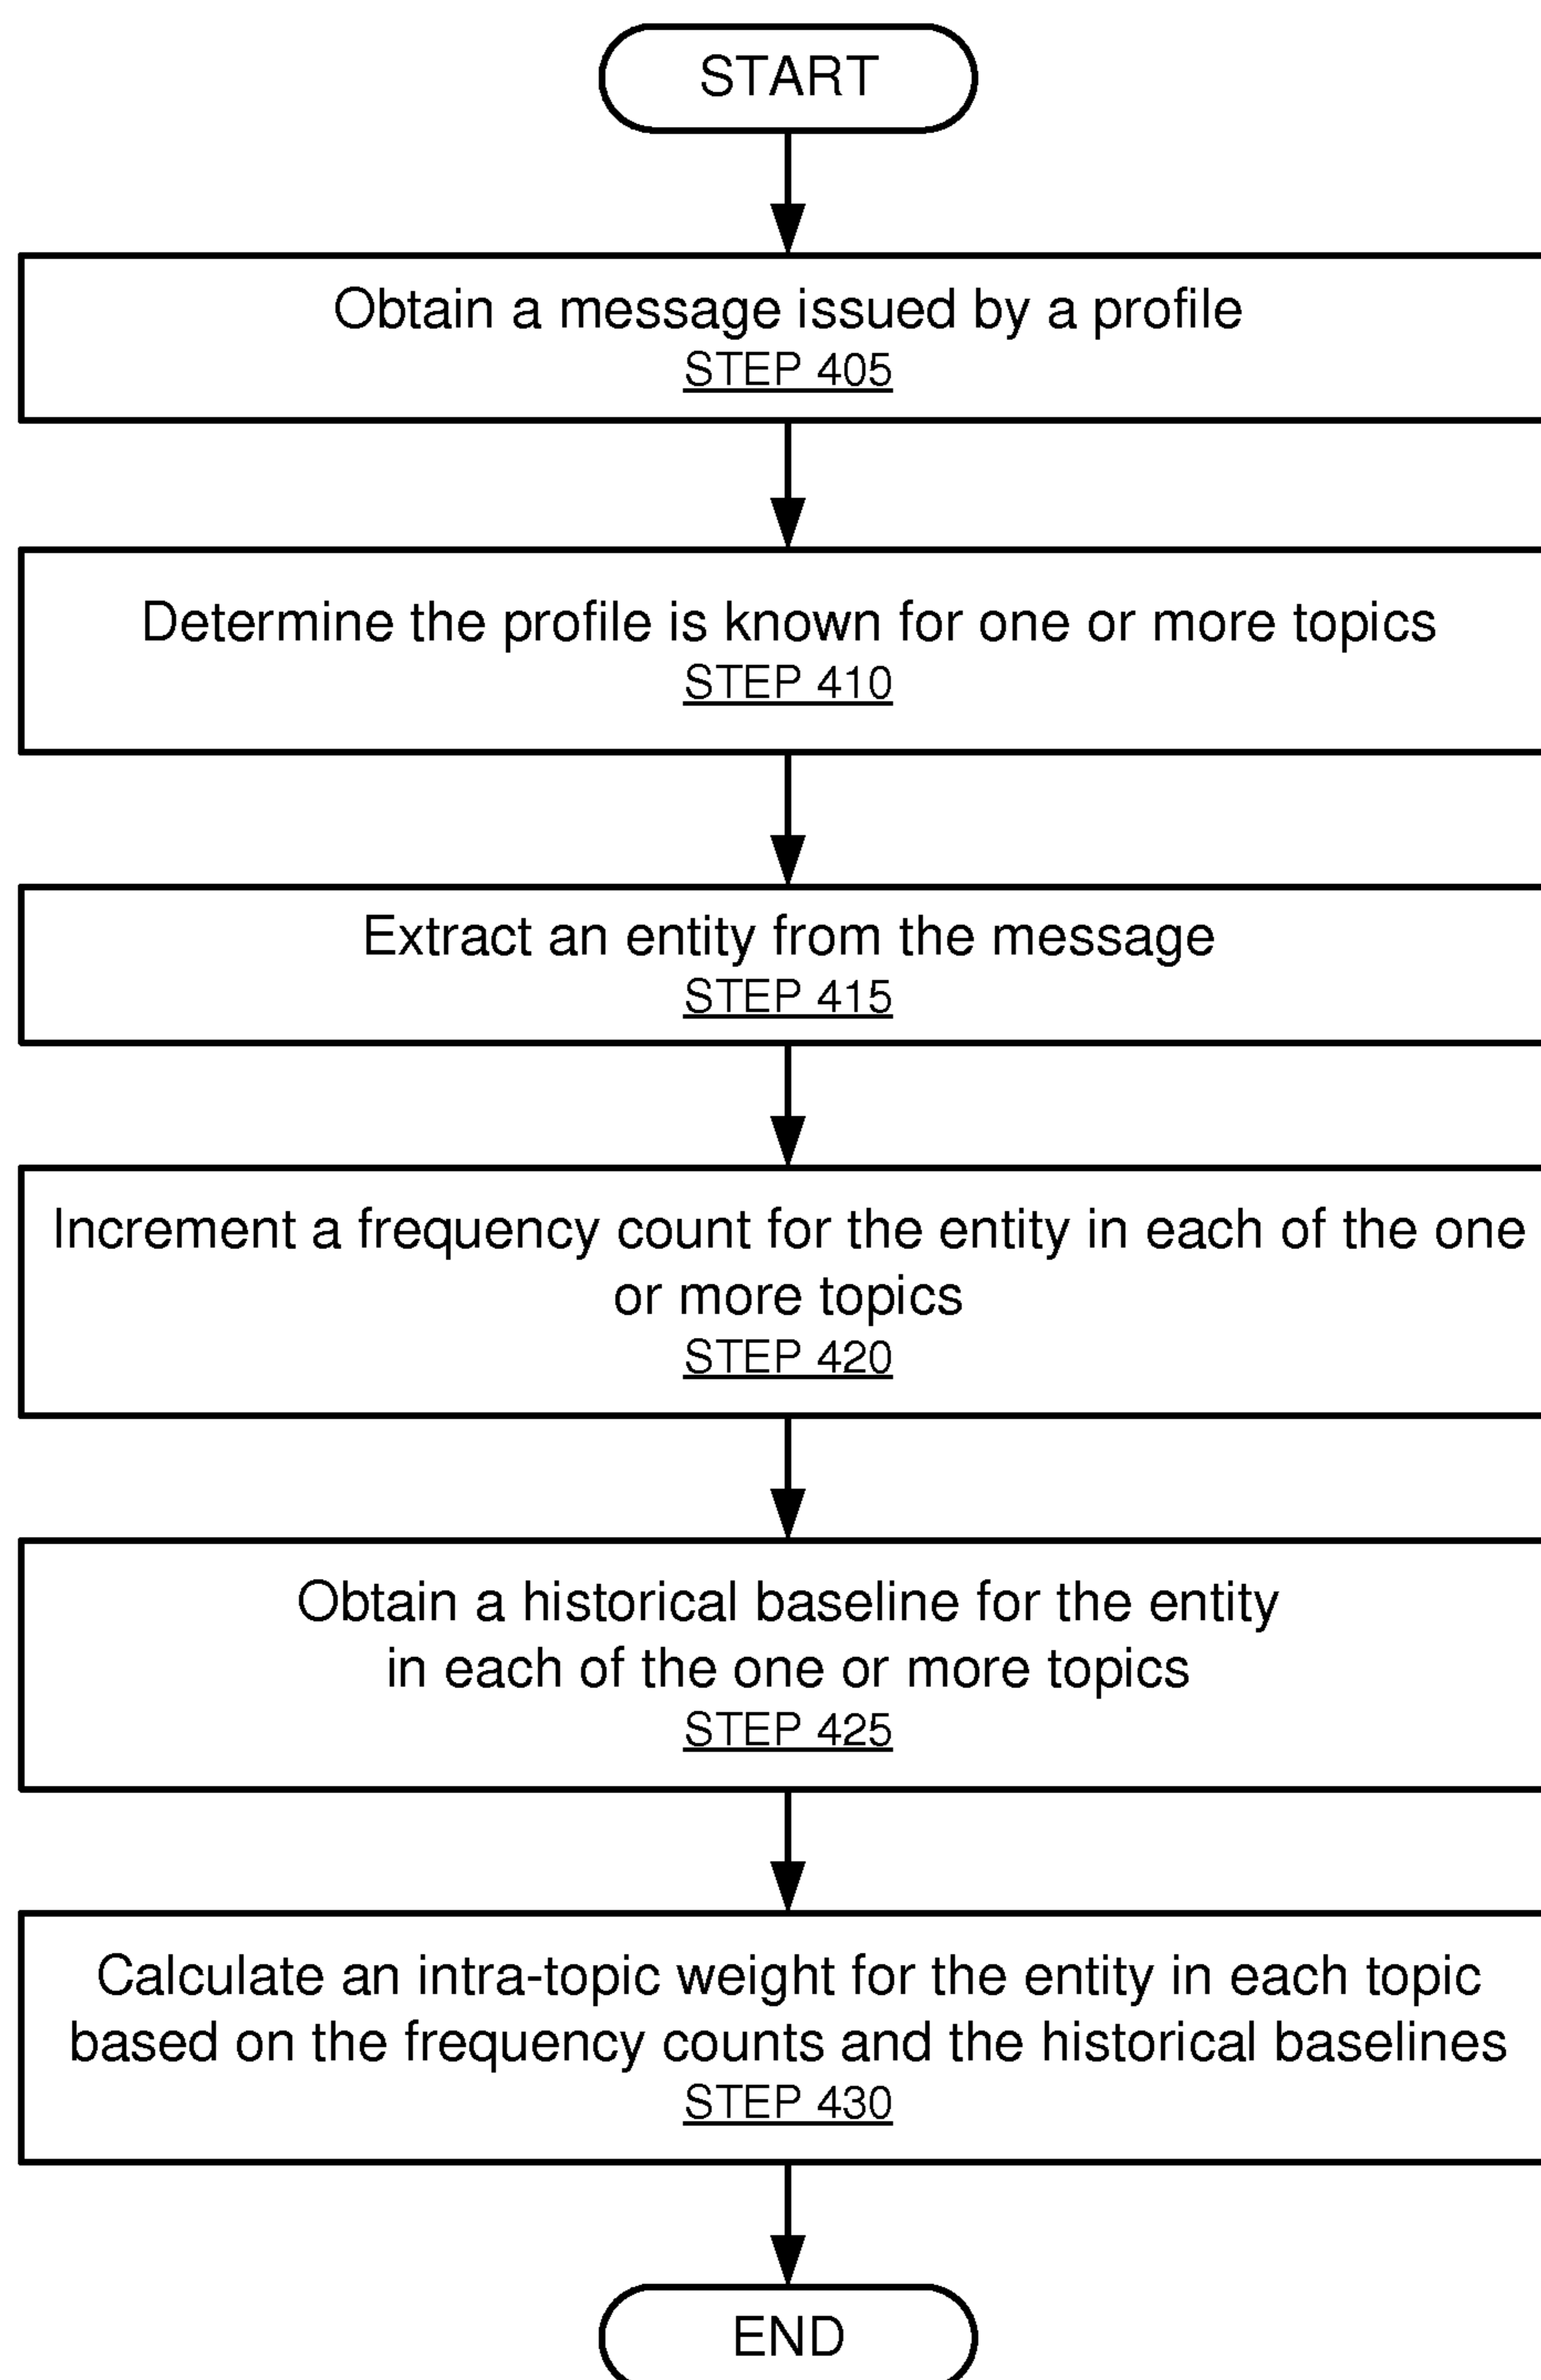 START
Obtain a message issued by a profile
STEP 405
Determine the profile is known for one or more topics
STEP 410
Extract an entity from the message
STEP 415
Increment a frequency count for the entity in each of the one
or more topics
STEP 420
Obtain a historical baseline for the entity
in each of the one or more topics
STEP 425
Calculate an intra-topic weight for the entity in each topic
based on the frequency counts and the historical baselines
STEP 430
END